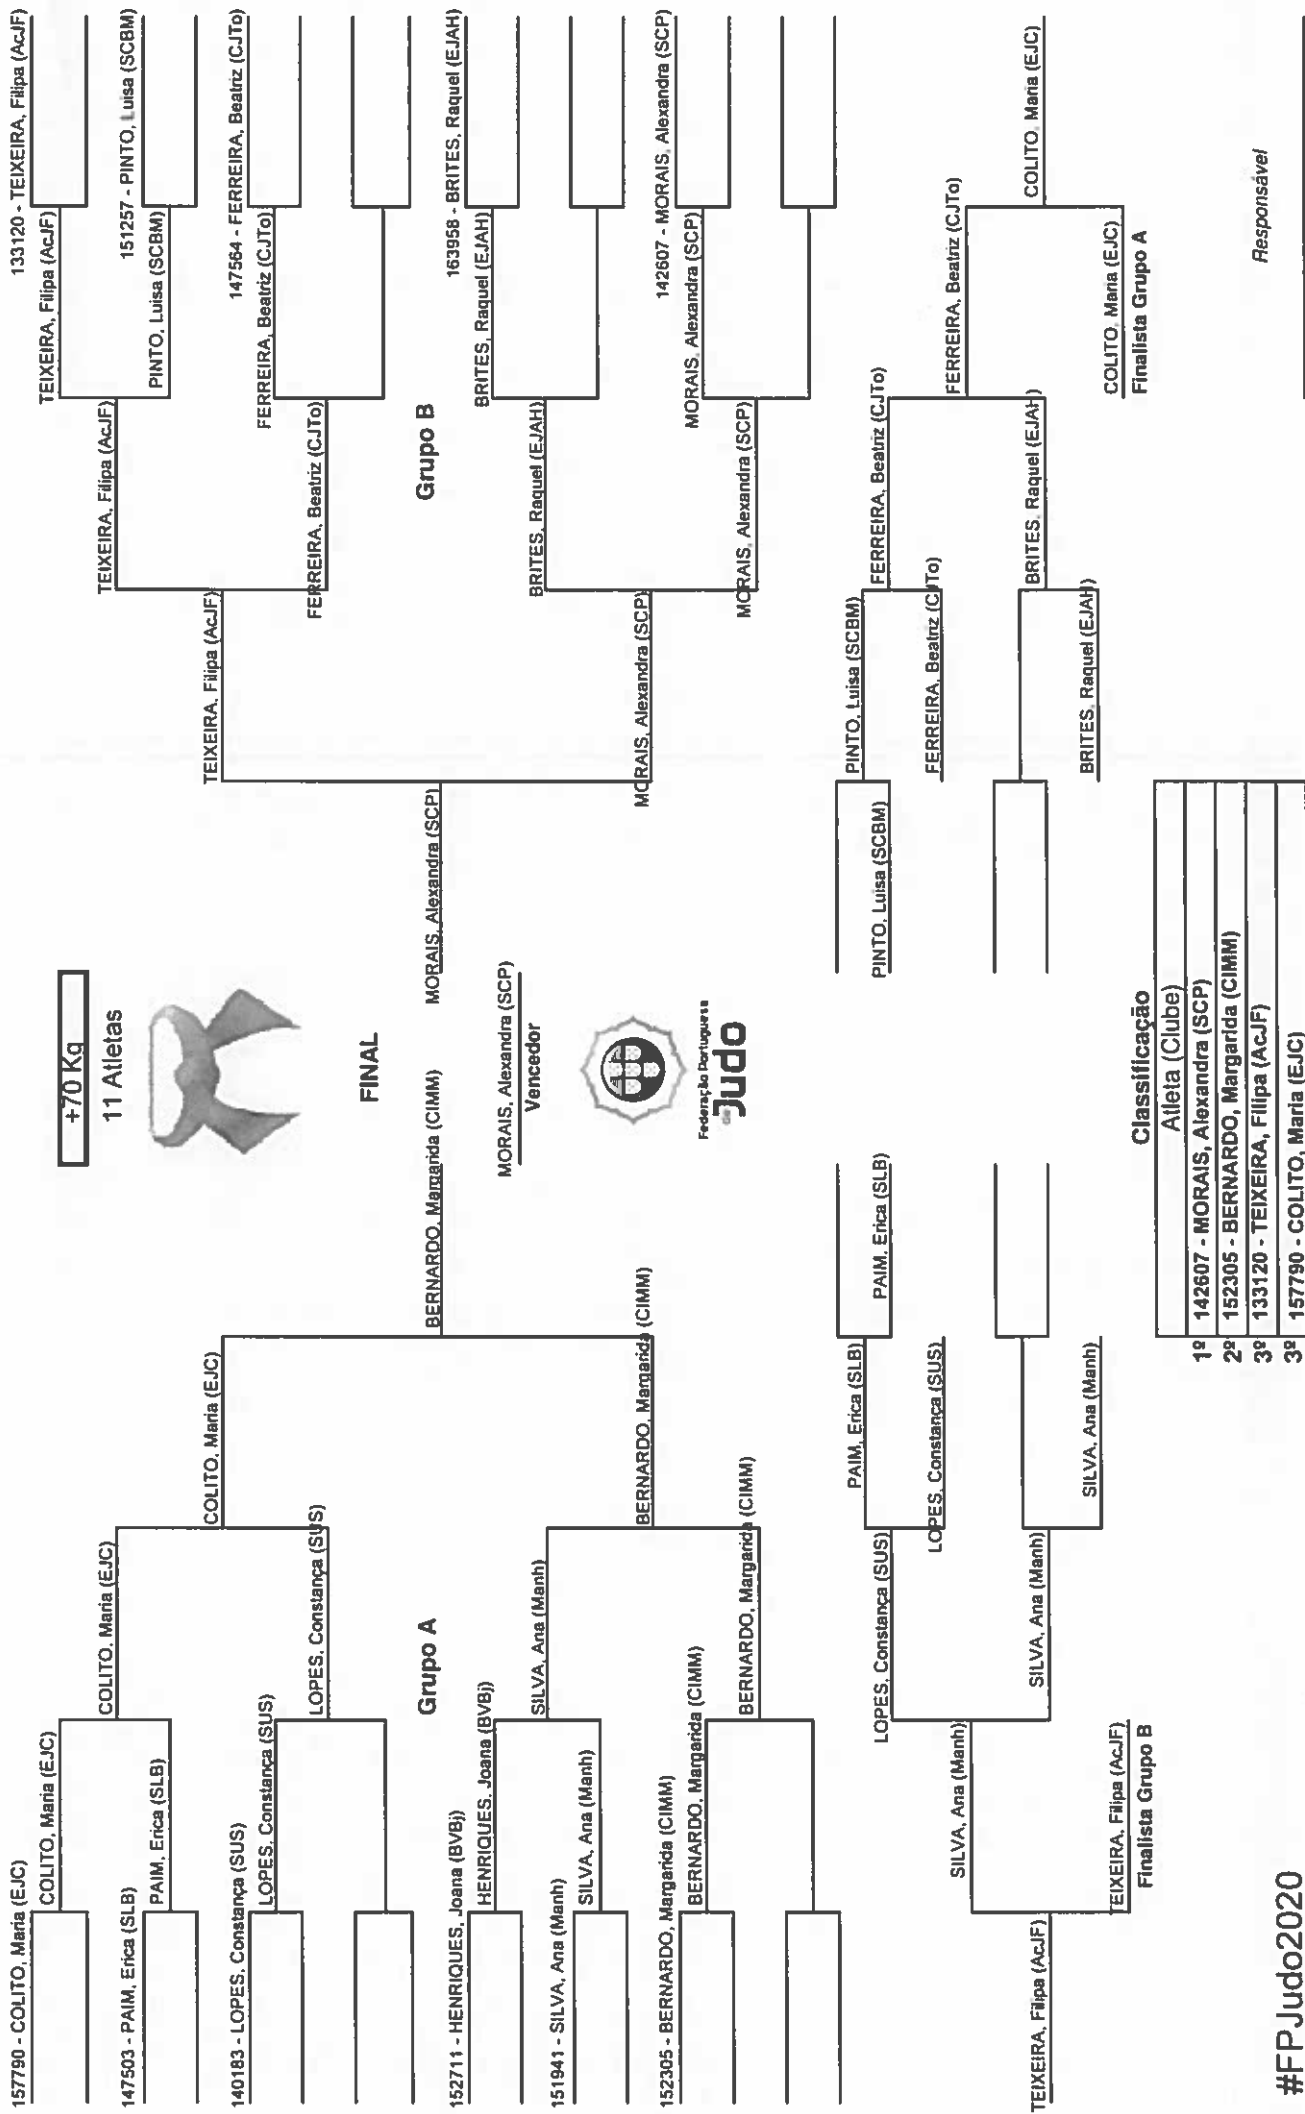 +70 Kg
11 Atletas
FINAL
MORAIS, Alexandra (SCP)
Vencedor
Federação Portuguesa
de Judo
157790 - COLITO, Maria (EJC)
COLITO, Maria (EJC)
147503 - PAIM, Erica (SLB)
PAIM, Erica (SLB)
COLITO, Maria (EJC)
140183 - LOPES, Constança (SUS)
LOPES, Constança (SUS)
LOPES, Constança (SUS)
COLITO, Maria (EJC)
Grupo A
152711 - HENRIQUES, Joana (BVBj)
HENRIQUES, Joana (BVBj)
151941 - SILVA, Ana (Manh)
SILVA, Ana (Manh)
SILVA, Ana (Manh)
152305 - BERNARDO, Margarida (CIMM)
BERNARDO, Margarida (CIMM)
BERNARDO, Margarida (CIMM)
BERNARDO, Margarida (CIMM)
BERNARDO, Margarida (CIMM)
133120 - TEIXEIRA, Filipa (AcJF)
TEIXEIRA, Filipa (AcJF)
151257 - PINTO, Luisa (SCBM)
PINTO, Luisa (SCBM)
TEIXEIRA, Filipa (AcJF)
147564 - FERREIRA, Beatriz (CJTo)
FERREIRA, Beatriz (CJTo)
FERREIRA, Beatriz (CJTo)
TEIXEIRA, Filipa (AcJF)
Grupo B
163958 - BRITES, Raquel (EJAH)
BRITES, Raquel (EJAH)
BRITES, Raquel (EJAH)
142607 - MORAIS, Alexandra (SCP)
MORAIS, Alexandra (SCP)
MORAIS, Alexandra (SCP)
MORAIS, Alexandra (SCP)
MORAIS, Alexandra (SCP)
PAIM, Erica (SLB)
PAIM, Erica (SLB)
LOPES, Constança (SUS)
LOPES, Constança (SUS)
SILVA, Ana (Manh)
SILVA, Ana (Manh)
SILVA, Ana (Manh)
TEIXEIRA, Filipa (AcJF)
Finalista Grupo B
TEIXEIRA, Filipa (AcJF)
PINTO, Luisa (SCBM)
PINTO, Luisa (SCBM)
FERREIRA, Beatriz (CJTo)
FERREIRA, Beatriz (CJTo)
BRITES, Raquel (EJAH)
BRITES, Raquel (EJAH)
FERREIRA, Beatriz (CJTo)
COLITO, Maria (EJC)
Finalista Grupo A
COLITO, Maria (EJC)
Classificação
Atleta (Clube)
1º 142607 - MORAIS, Alexandra (SCP)
2º 152305 - BERNARDO, Margarida (CIMM)
3º 133120 - TEIXEIRA, Filipa (AcJF)
3º 157790 - COLITO, Maria (EJC)
Responsável
#FPJudo2020